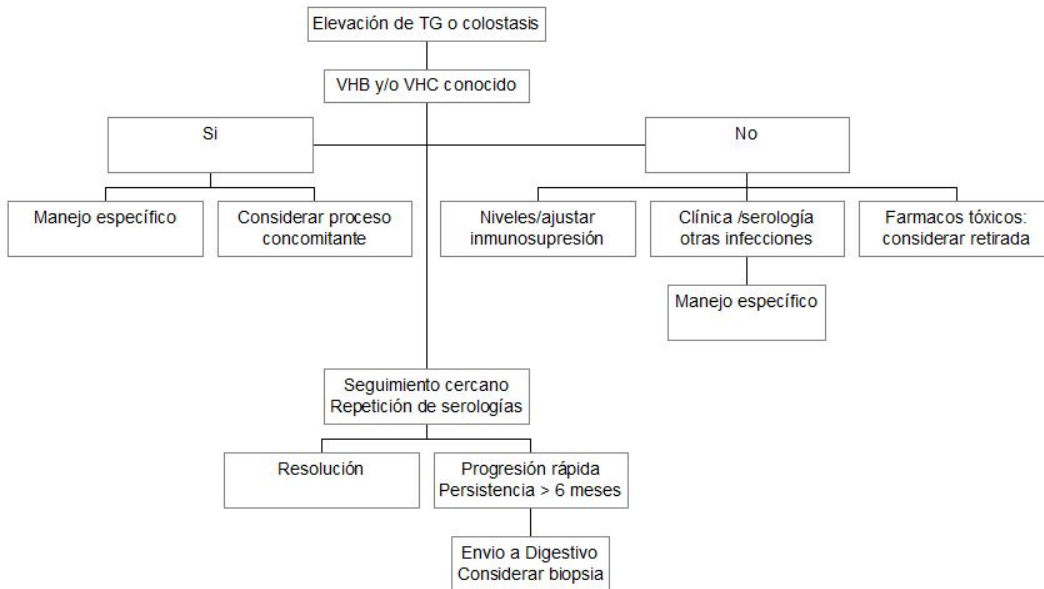 Elevación de TG o colostasis
VHB y/o VHC conocido
Si
No
Manejo específico
Considerar proceso
concomitante
Niveles/ajustar
inmunosupresión
Clínica /serología
otras infecciones
Farmacos tóxicos:
considerar retirada
Manejo específico
Seguimiento cercano
Repetición de serologías
Resolución
Progresión rápida
Persistencia > 6 meses
Envio a Digestivo
Considerar biopsia